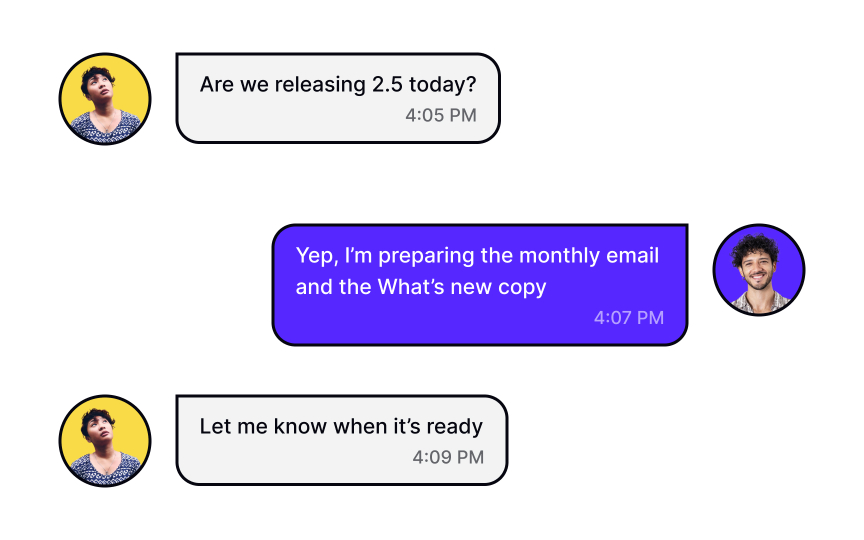 Are we releasing 2.5 today?
4:05 PM
Yep, I’m preparing the monthly email
and the What’s new copy
4:07 PM
Let me know when it’s ready
4:09 PM